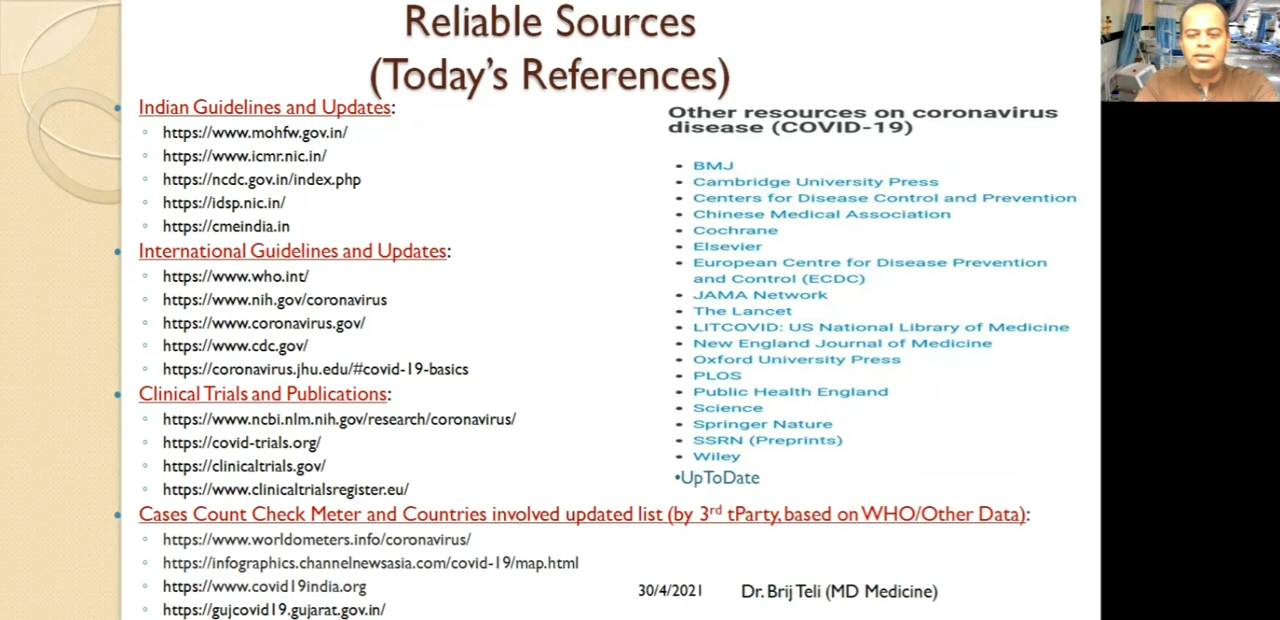 Reliable Sources
(Today's References)
Indian Guidelines and Updates:
https://www.mohfw.gov.in/
https://www.icmr.nic.in/
https://ncdc.gov.in/index.php
https://idsp.nic.in/
https://cmeindia.in
International Guidelines and Updates:
https://www.who.int/
https://www.nih.gov/coronavirus
https://www.coronavirus.gov/
https://www.cdc.gov/
https://coronavirus.jhu.edu/#covid-19-basics
Clinical Trials and Publications:
https://www.ncbi.nlm.nih.gov/research/coronavirus/
https://covid-trials.org/
https://clinicaltrials.gov/
https://www.clinicaltrialsregister.eu/
Cases Count Check Meter and Countries involved updated list (by 3rd tParty, based on WHO/Other Data):
https://www.worldometers.info/coronavirus/
https://infographics.channelnewsasia.com/covid-19/map.html
https://www.covid19india.org
https://gujcovid19.gujarat.gov.in/
Other resources on coronavirus
disease (COVID-19)
BMJ
Cambridge University Press
Centers for Disease Control and Prevention
Chinese Medical Association
Cochrane
Elsevier
European Centre for Disease Prevention
and Control (ECDC)
JAMA Network
The Lancet
LITCOVID: US National Library of Medicine
New England Journal of Medicine
Oxford University Press
PLOS
Public Health England
Science
Springer Nature
SSRN (Preprints)
Wiley
•UpToDate
30/4/2021 Dr. Brij Teli (MD Medicine)